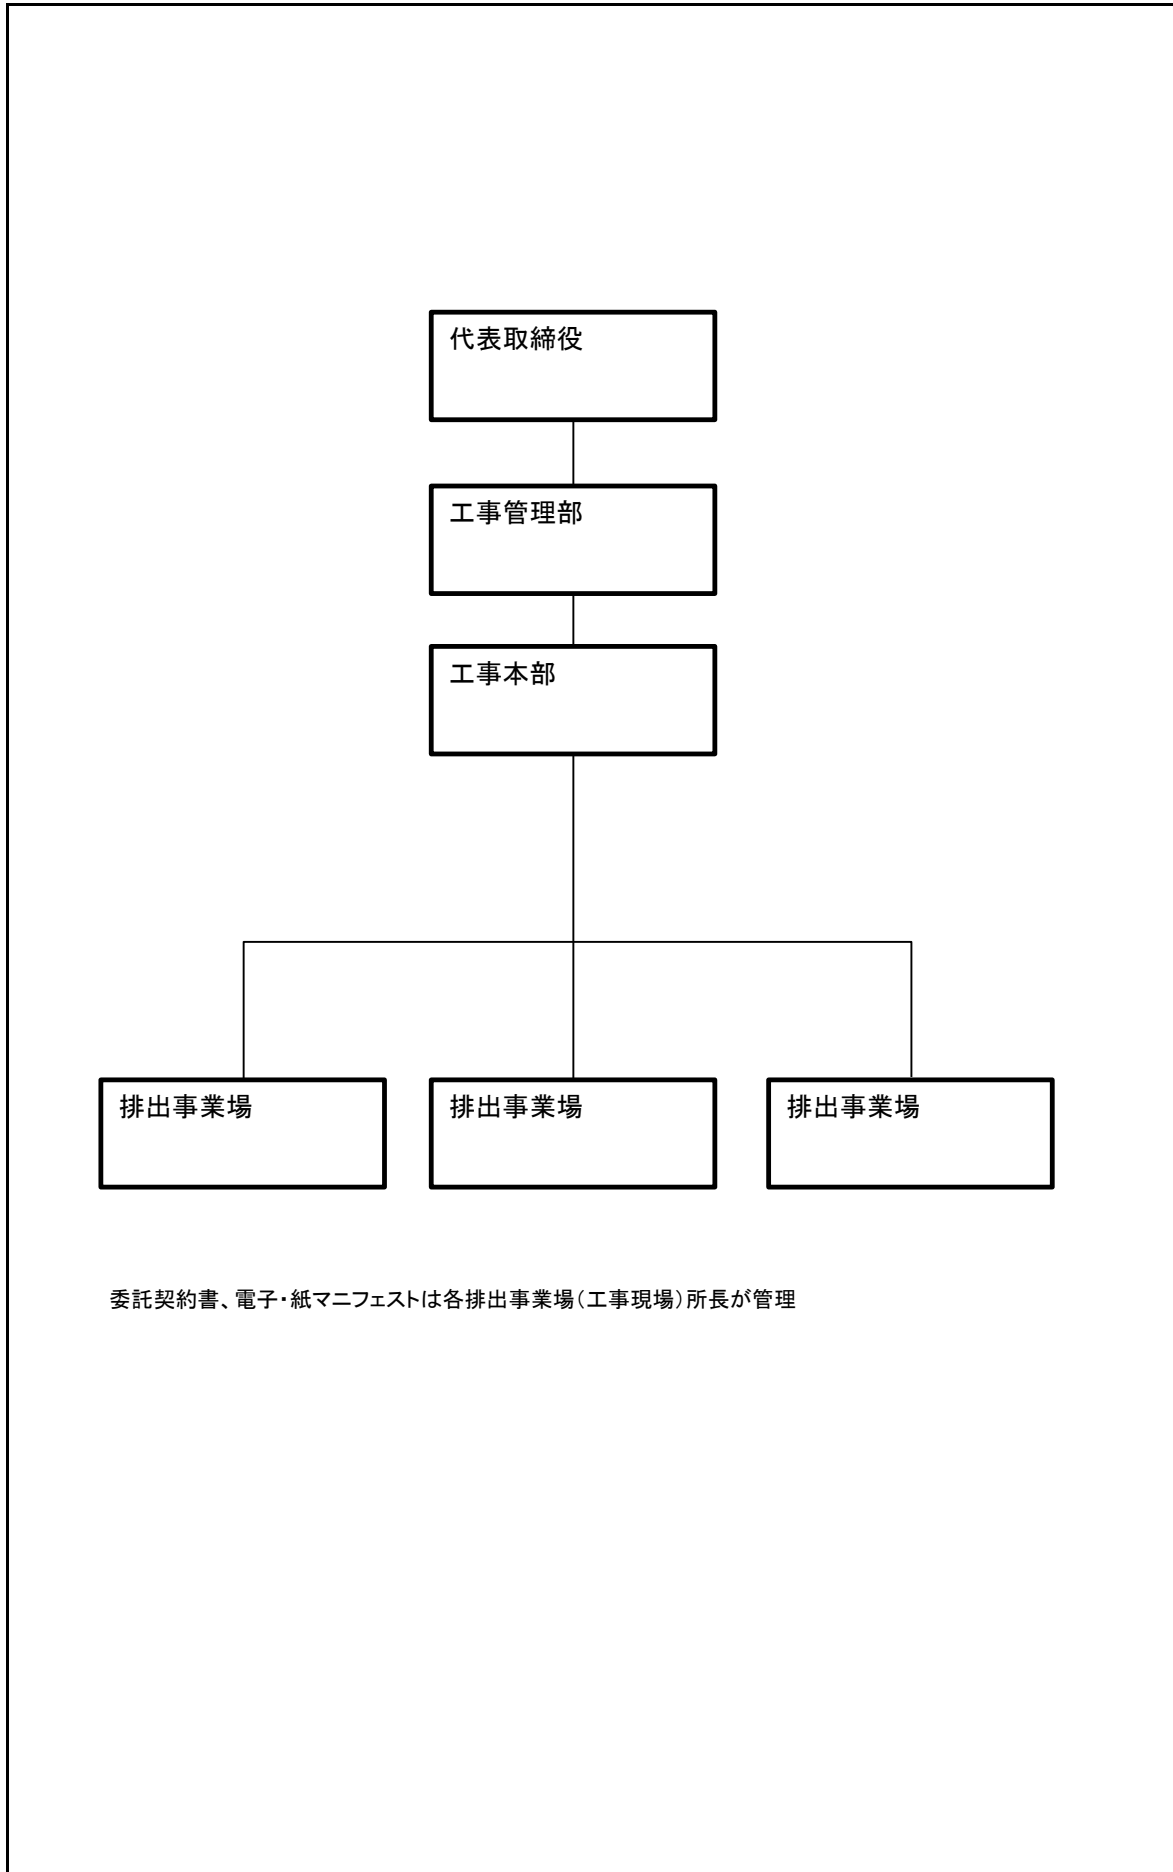 代表取締役
工事管理部
工事本部
排出事業場
排出事業場
排出事業場
委託契約書、電子・紙マニフェストは各排出事業場(工事現場)所長が管理